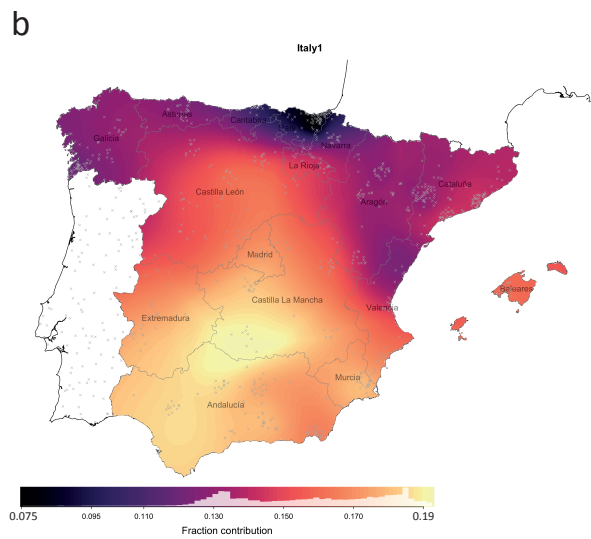 b
Italy1
Asturias
Cantabria
Galicia
Navarra
La Rioja
Castilla León
Cataluña
Aragón
Madrid
Baleares
Castilla La Mancha
Extremadura
Valencia
Murcia
Andalucía
0.075 0.095 0.110 0.130 0.150 0.170 0.19
Fraction contribution